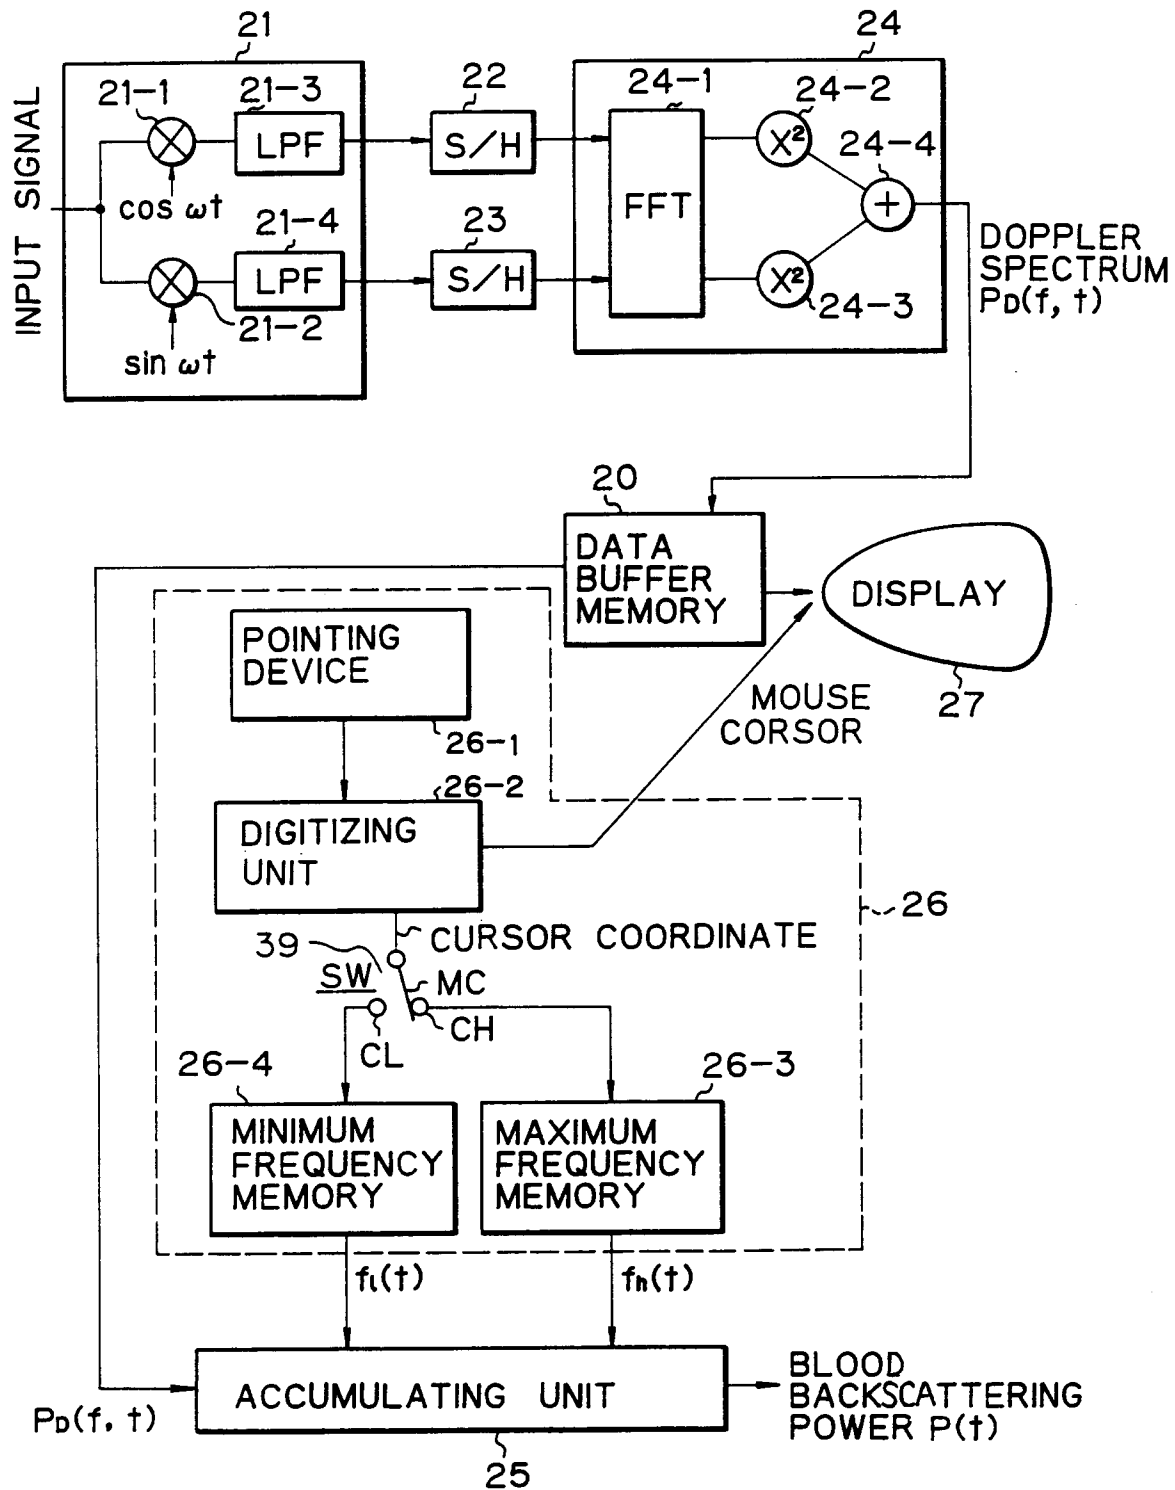 21
24
21-1
21-3
22
24-1
24-2
LPF
S/H
X²
24-4
INPUT SIGNAL
cos ωt
FFT
+
21-4
23
DOPPLER
SPECTRUM
PD(f, t)
LPF
S/H
X²
21-2
24-3
sin ωt
20
DATA
BUFFER
MEMORY
DISPLAY
27
POINTING
DEVICE
MOUSE
CORSOR
26-1
26-2
DIGITIZING
UNIT
26
CURSOR COORDINATE
39
SW
MC
CH
CL
26-4
26-3
MINIMUM
FREQUENCY
MEMORY
MAXIMUM
FREQUENCY
MEMORY
fl(t)
fh(t)
ACCUMULATING UNIT
BLOOD
BACKSCATTERING
POWER P(t)
PD(f, t)
25